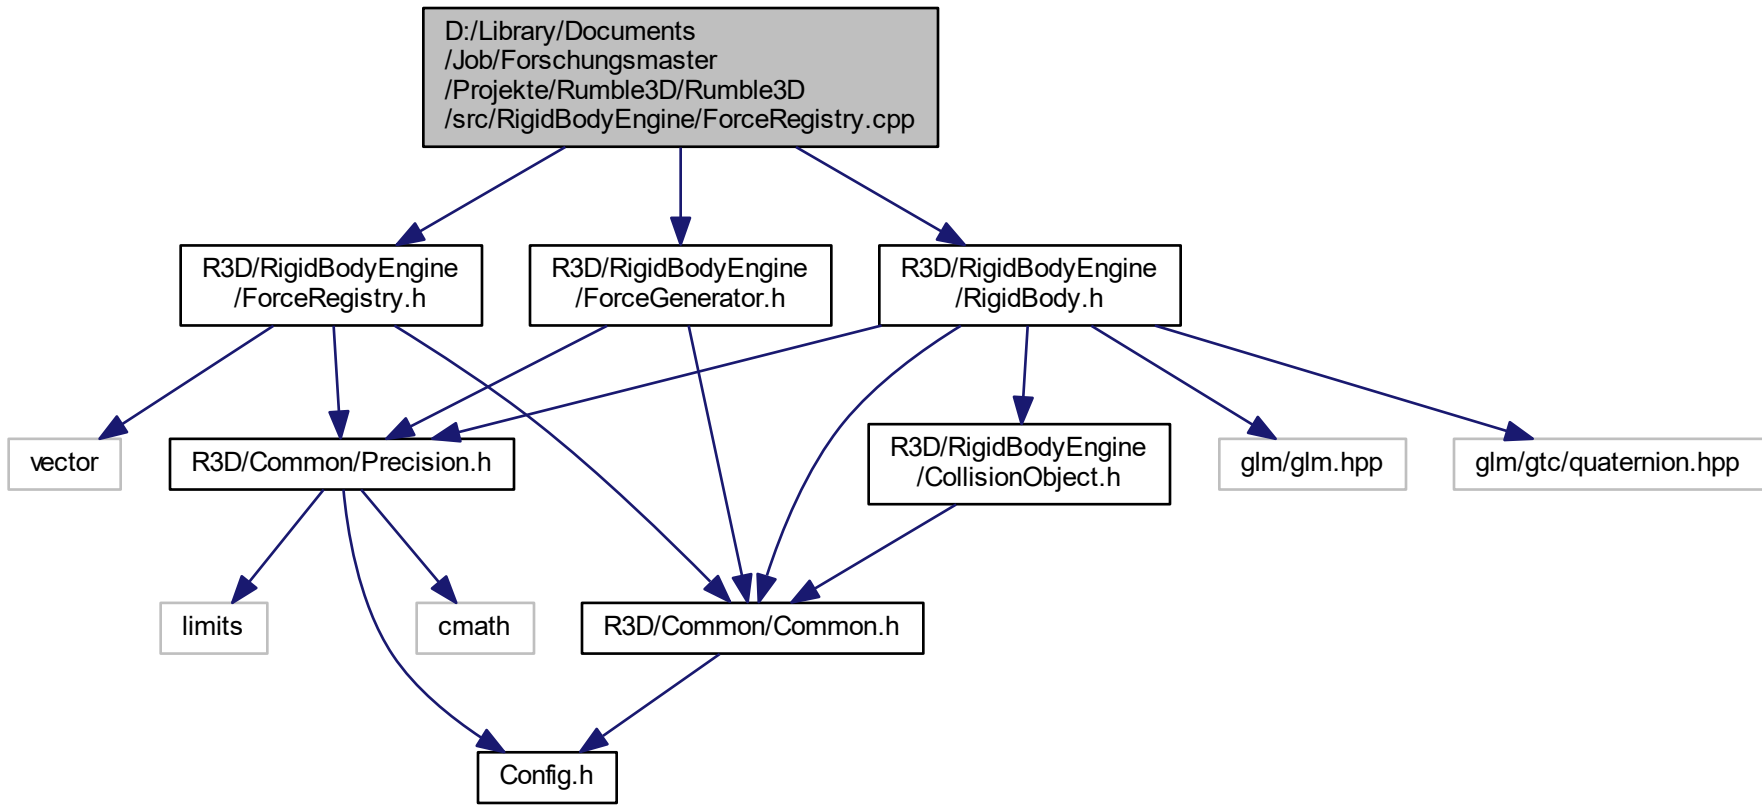 D:/Library/Documents
/Job/Forschungsmaster
/Projekte/Rumble3D/Rumble3D
/src/RigidBodyEngine/ForceRegistry.cpp
R3D/RigidBodyEngine
/ForceRegistry.h
R3D/RigidBodyEngine
/ForceGenerator.h
R3D/RigidBodyEngine
/RigidBody.h
vector
R3D/Common/Precision.h
R3D/RigidBodyEngine
/CollisionObject.h
glm/glm.hpp
glm/gtc/quaternion.hpp
limits
cmath
R3D/Common/Common.h
Config.h